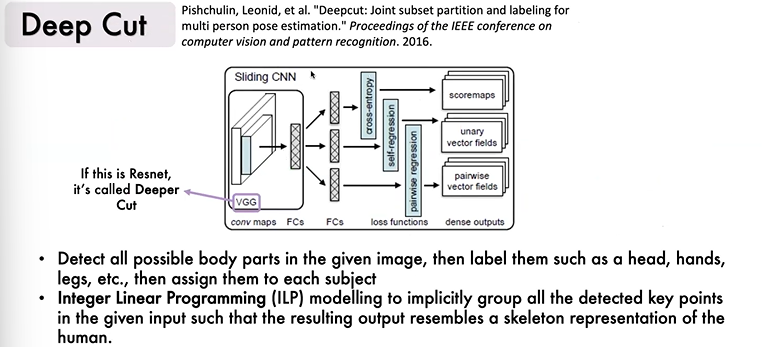 Deep Cut
Pishchulin, Leonid, et al. "Deepcut: Joint subset partition and labeling for
multi person pose estimation." Proceedings of the IEEE conference on
computer vision and pattern recognition. 2016.
Sliding CNN
cross-entropy
self-regression
pairwise regression
scoremaps
unary
vector fields
pairwise
vector fields
If this is Resnet,
it's called Deeper
Cut
VGG
conv maps FCs FCs loss functions dense outputs
• Detect all possible body parts in the given image, then label them such as a head, hands,
legs, etc., then assign them to each subject
• Integer Linear Programming (ILP) modelling to implicitly group all the detected key points
in the given input such that the resulting output resembles a skeleton representation of the
human.